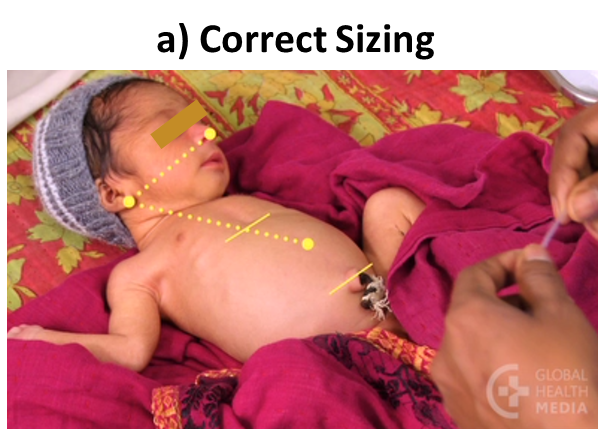 a) Correct Sizing
GLOBAL
HEALTH
MEDIA